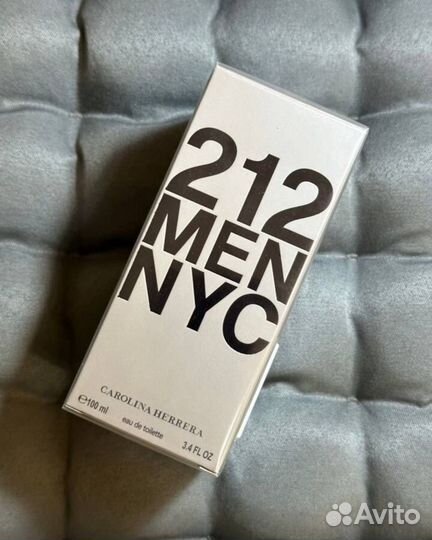 212
MEN
NYC
CAROLINA HERRERA
℮100 ml
eau de toilette
3.4 FL OZ
Avito